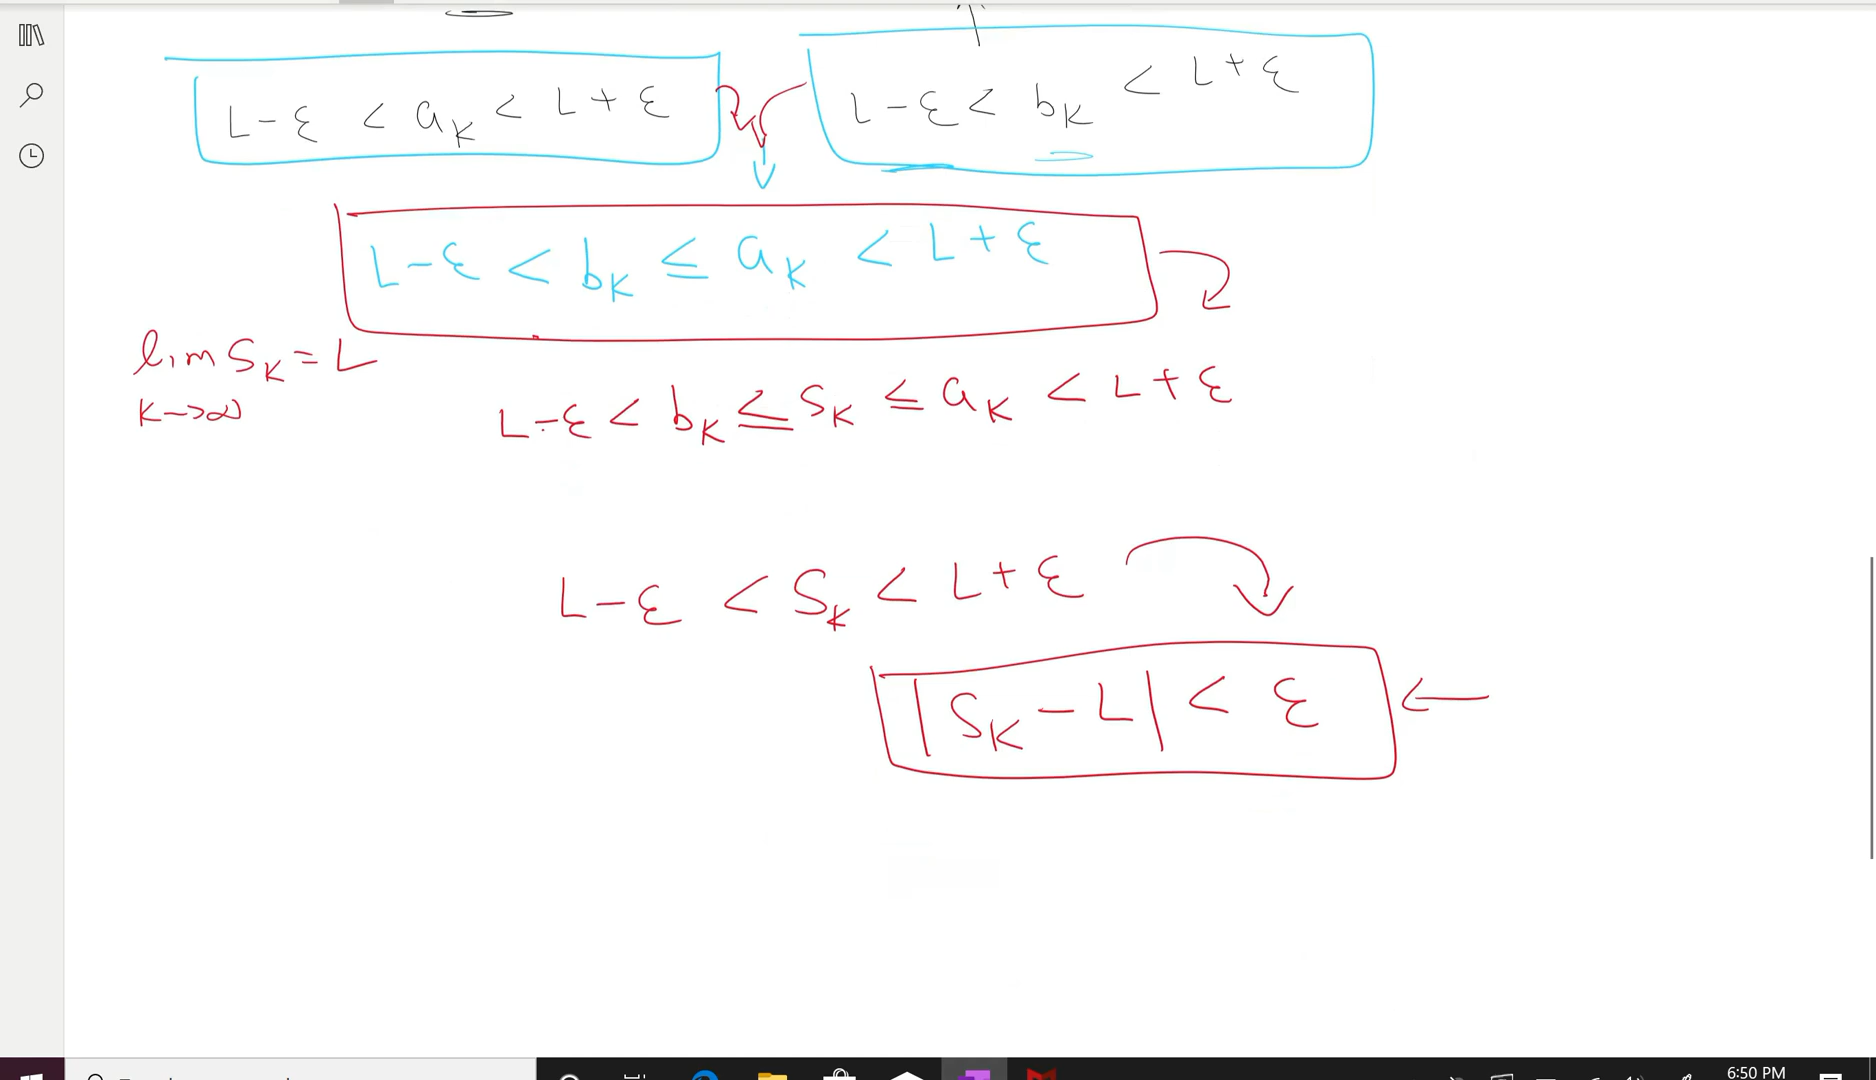 L-ε < a_K < L+ε
L-ε < b_K < L+ε
L-ε < b_K ≤ a_K < L+ε
lim S_K = L
K→∞
L-ε < b_K ≤ S_K ≤ a_K < L+ε
L-ε < S_K < L+ε
|S_K - L| < ε
6:50 PM